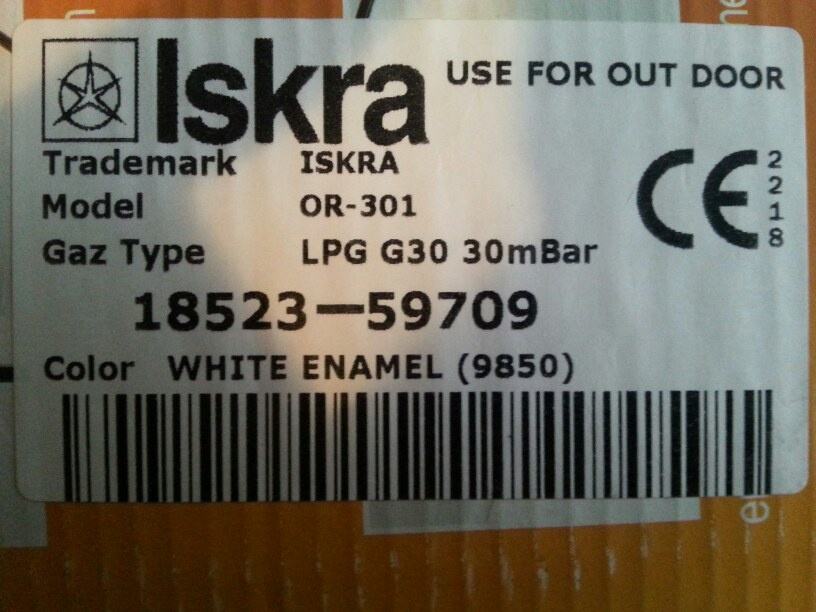 Iskra USE FOR OUT DOOR
Trademark ISKRA
Model OR-301
Gaz Type LPG G30 30mBar
CE 2218
18523-59709
Color WHITE ENAMEL (9850)